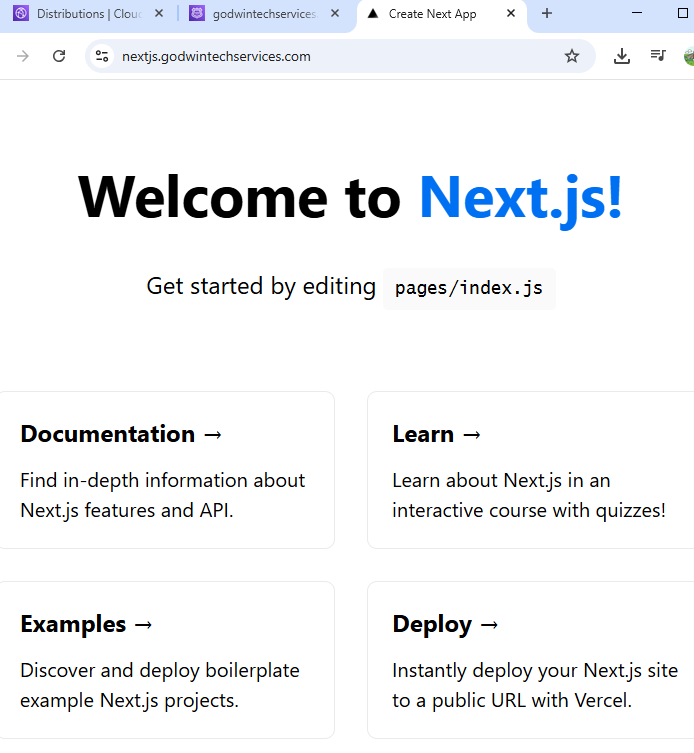 Distributions | Clou
godwintechservices.
Create Next App
nextjs.godwintechservices.com
Welcome to Next.js!
Get started by editing pages/index.js
Documentation →
Find in-depth information about
Next.js features and API.
Learn →
Learn about Next.js in an
interactive course with quizzes!
Examples →
Discover and deploy boilerplate
example Next.js projects.
Deploy →
Instantly deploy your Next.js site
to a public URL with Vercel.